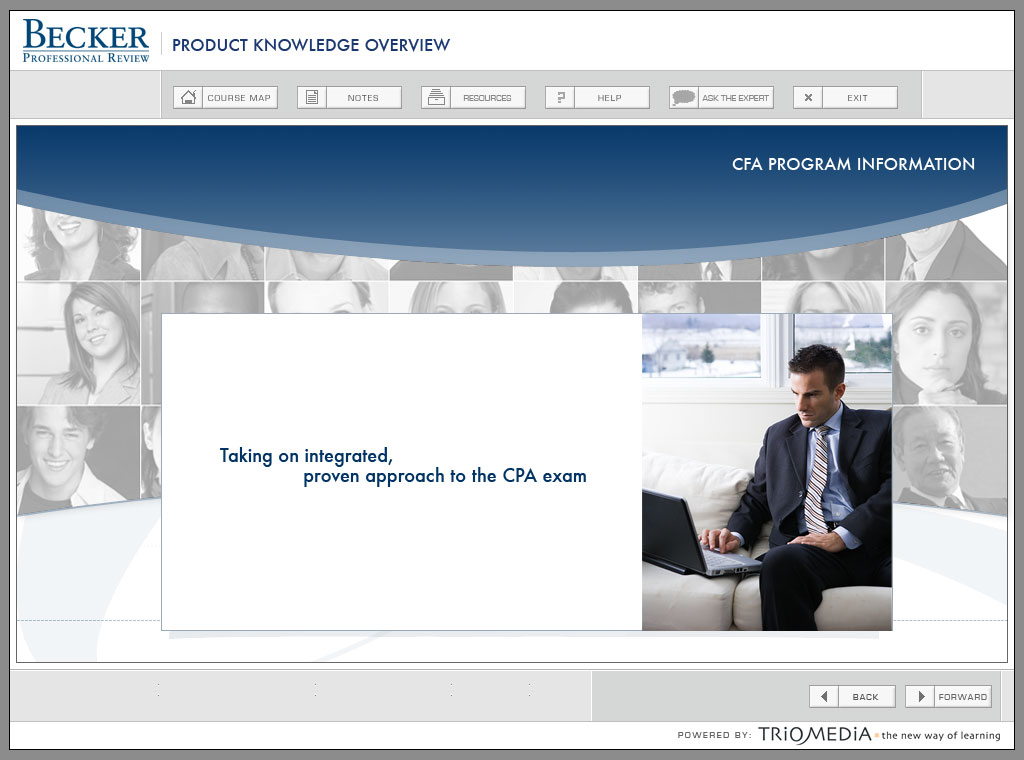 BECKER
PROFESSIONAL REVIEW
PRODUCT KNOWLEDGE OVERVIEW
COURSE MAP
NOTES
RESOURCES
?
HELP
ASK THE EXPERT
×
EXIT
CFA PROGRAM INFORMATION
Taking on integrated,
proven approach to the CPA exam
BACK
FORWARD
POWERED BY: TRIOMEDIA the new way of learning